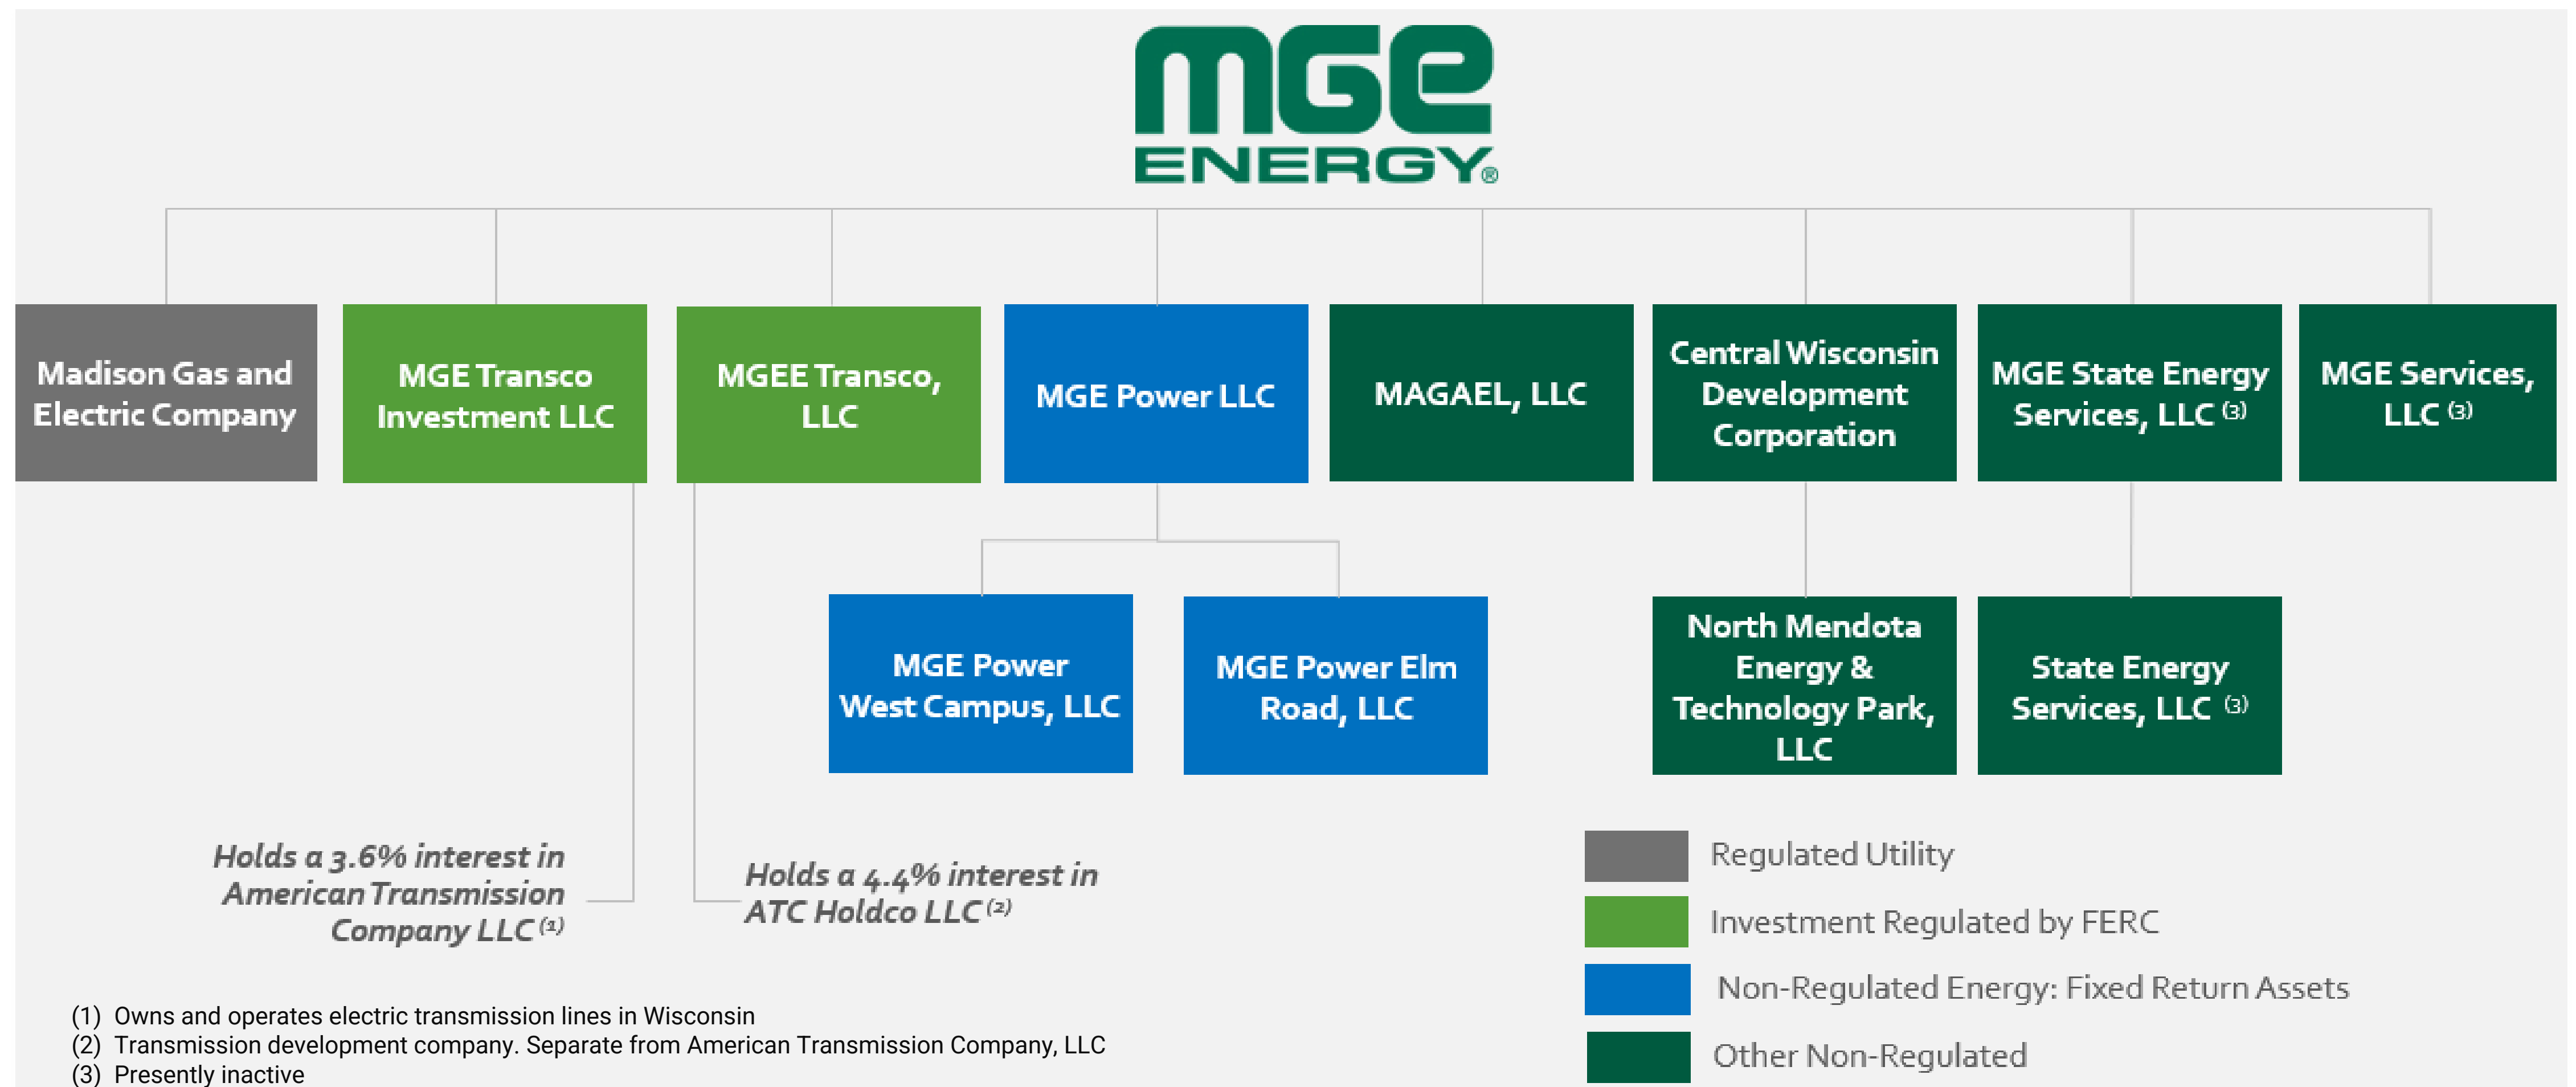 mGe
ENERGY®
Madison Gas and
Electric Company
MGE Transco
Investment LLC
MGEE Transco,
LLC
MGE Power LLC
MAGAEL, LLC
Central Wisconsin
Development
Corporation
MGE State Energy
Services, LLC (3)
MGE Services,
LLC (3)
MGE Power
West Campus, LLC
MGE Power Elm
Road, LLC
North Mendota
Energy &
Technology Park,
LLC
State Energy
Services, LLC (3)
Holds a 3.6% interest in
American Transmission
Company LLC (1)
Holds a 4.4% interest in
ATC Holdco LLC (2)
Regulated Utility
Investment Regulated by FERC
Non-Regulated Energy: Fixed Return Assets
Other Non-Regulated
(1) Owns and operates electric transmission lines in Wisconsin
(2) Transmission development company. Separate from American Transmission Company, LLC
(3) Presently inactive